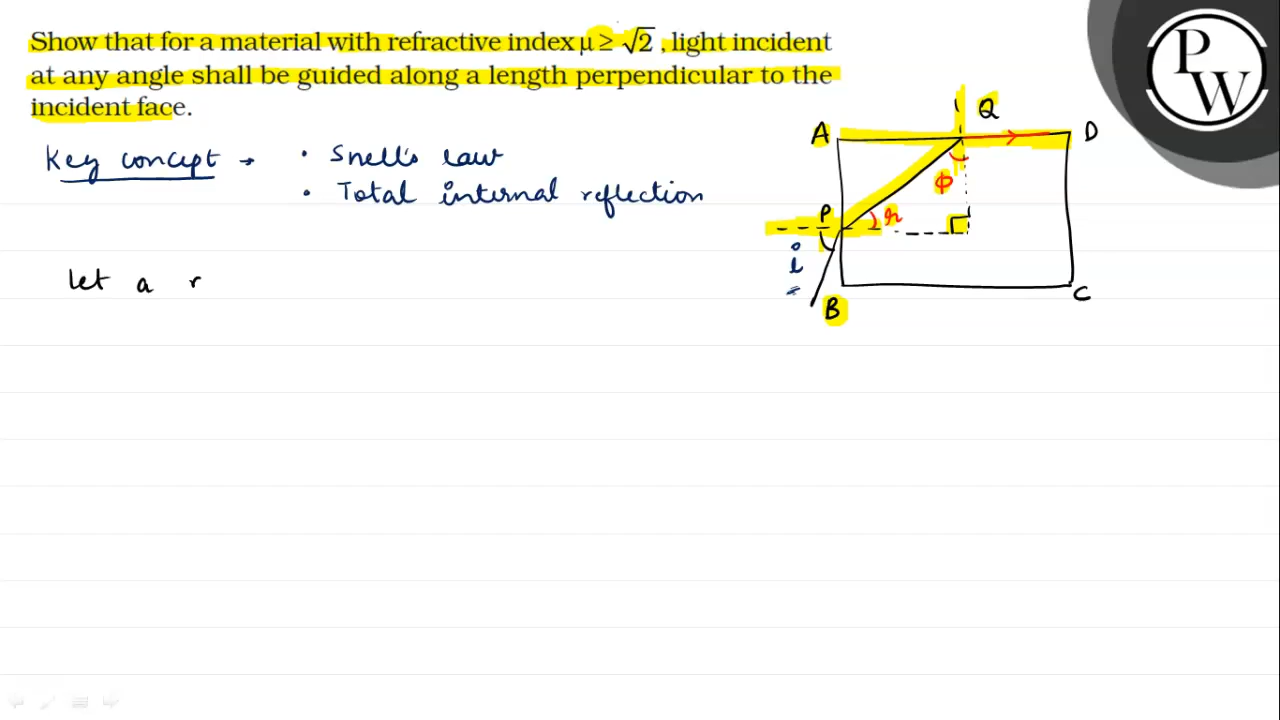 Show that for a material with refractive index μ ≥ √2 , light incident
at any angle shall be guided along a length perpendicular to the
incident face.
Key concept → • Snell's law
• Total internal reflection
let a r
P
W
A
Q
D
P
r
ϕ
i
B
C